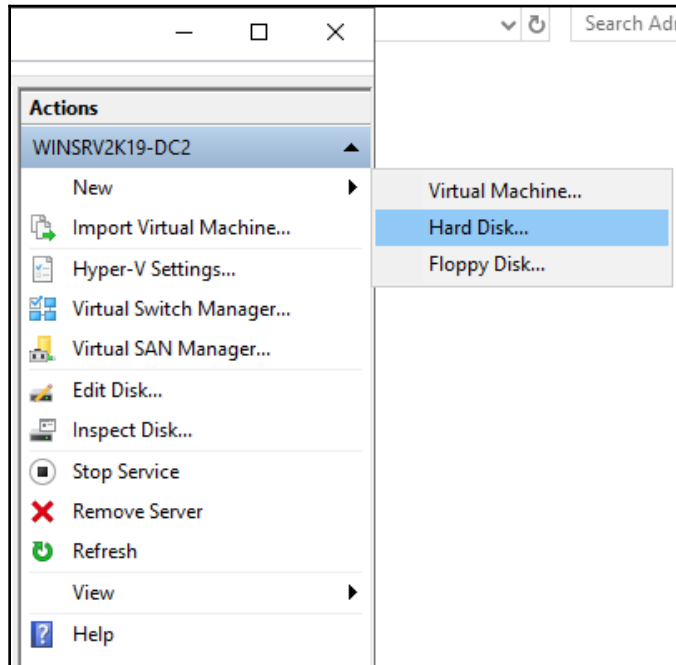 Search Ad
Actions
WINSRV2K19-DC2
New
Virtual Machine...
Import Virtual Machine...
Hard Disk...
Hyper-V Settings...
Floppy Disk...
Virtual Switch Manager...
Virtual SAN Manager...
Edit Disk...
Inspect Disk...
Stop Service
Remove Server
Refresh
View
Help